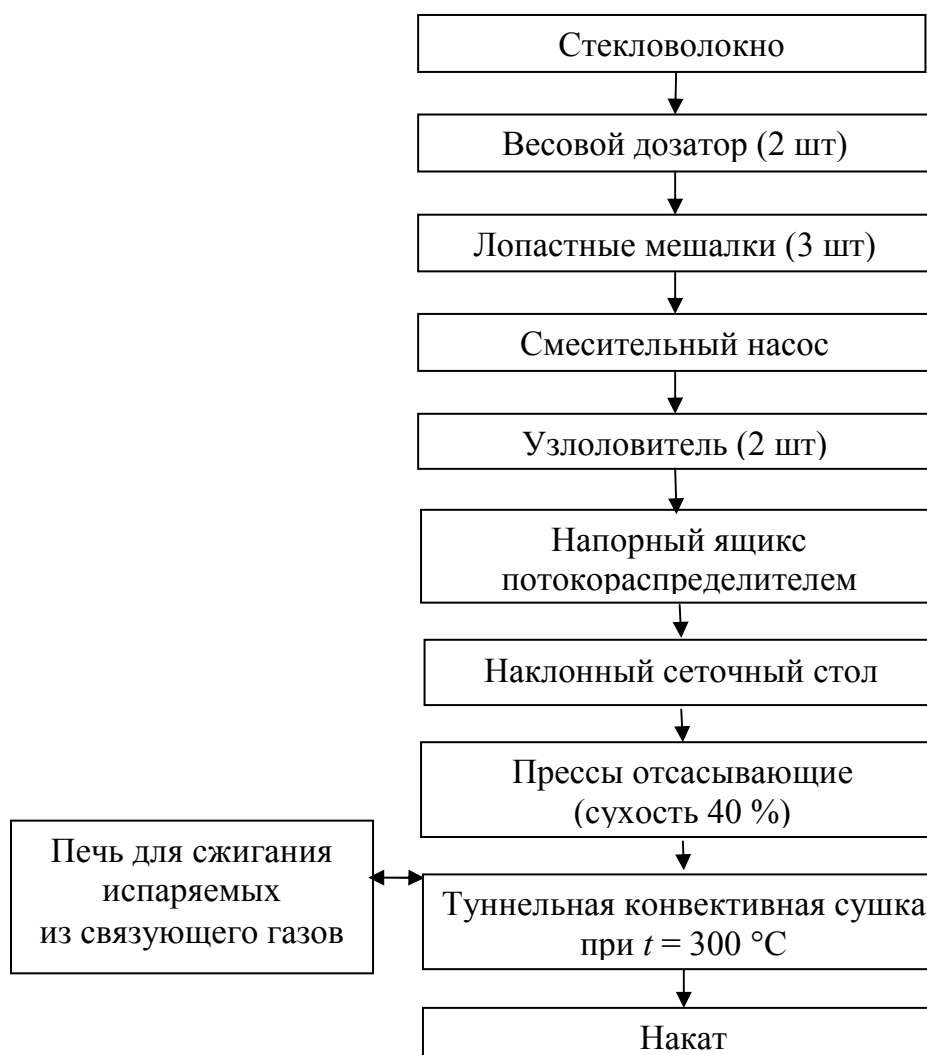 Стекловолокно
Весовой дозатор (2 шт)
Лопастные мешалки (3 шт)
Смесительный насос
Узлоловитель (2 шт)
Напорный ящикс
потокораспределителем
Наклонный сеточный стол
Прессы отсасывающие
(сухость 40 %)
Печь для сжигания
испаряемых
из связующего газов
Туннельная конвективная сушка
при t = 300 °С
Накат